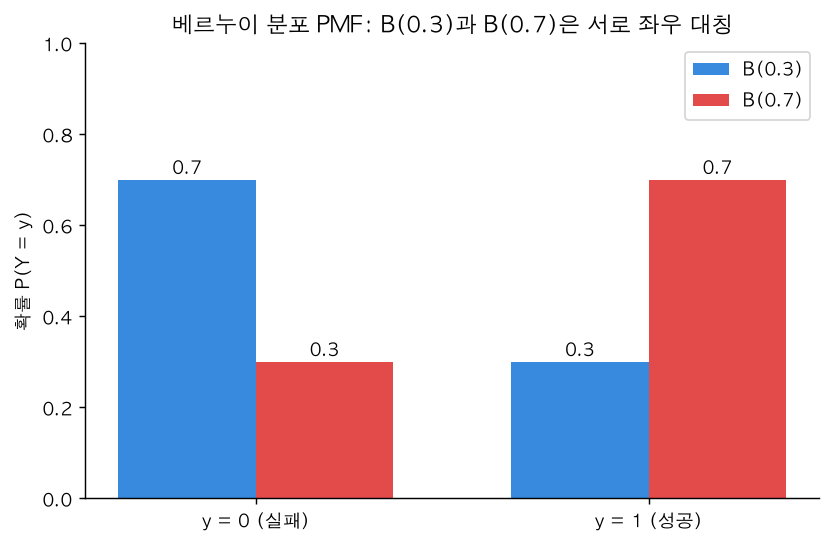 베르누이 분포 PMF: B(0.3)과 B(0.7)은 서로 좌우 대칭
B(0.3)
B(0.7)
확률 P(Y = y)
1.0
0.8
0.6
0.4
0.2
0.0
0.7
0.3
0.3
0.7
y = 0 (실패)
y = 1 (성공)